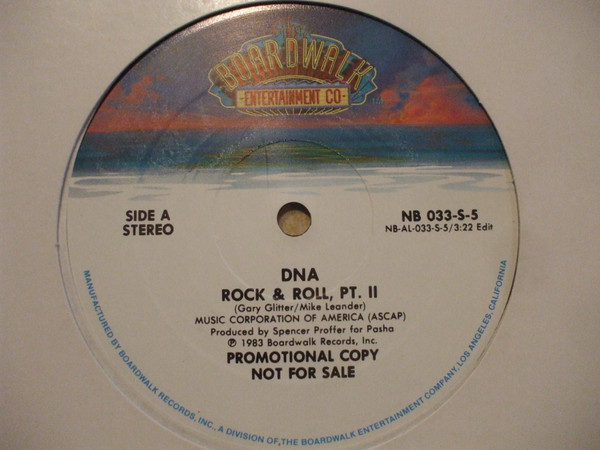 THE
BOARDWALK
ENTERTAINMENT CO
SIDE A
STEREO
NB 033-S-5
NB-AL-033-S-5/3:22 Edit
DNA
ROCK & ROLL, PT. II
(Gary Glitter/Mike Leander)
MUSIC CORPORATION OF AMERICA (ASCAP)
Produced by Spencer Proffer for Pasha
℗ 1983 Boardwalk Records, Inc.
PROMOTIONAL COPY
NOT FOR SALE
MANUFACTURED BY BOARDWALK RECORDS, INC., A DIVISION OF, THE BOARDWALK ENTERTAINMENT COMPANY, LOS ANGELES, CALIFORNIA